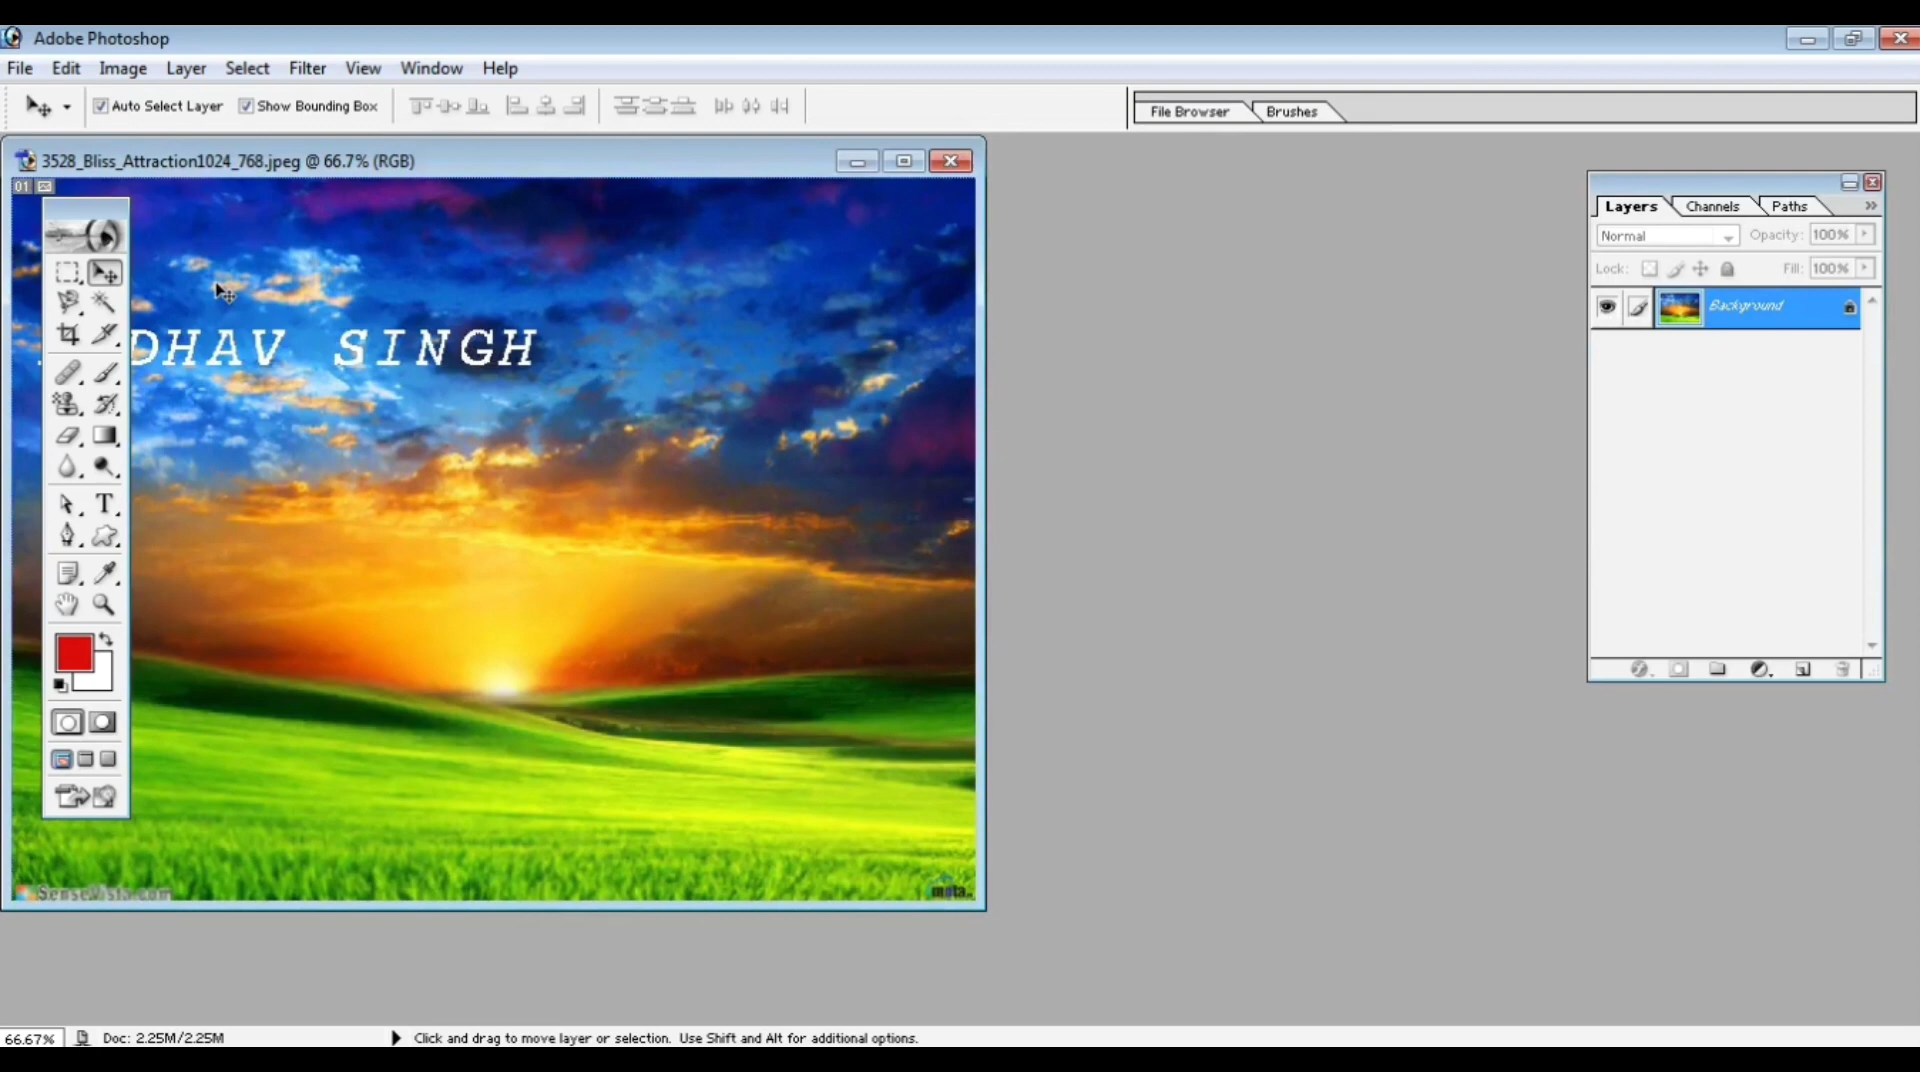 Adobe Photoshop
File Edit Image Layer Select Filter View Window Help
Auto Select Layer Show Bounding Box
File Browser Brushes
3528_Bliss_Attraction1024_768.jpeg @ 66.7% (RGB)
01
DHAV SINGH
T
Layers Channels Paths
Normal Opacity: 100%
Lock: Fill: 100%
Background
SenseVista.com
66.67% Doc: 2.25M/2.25M Click and drag to move layer or selection. Use Shift and Alt for additional options.